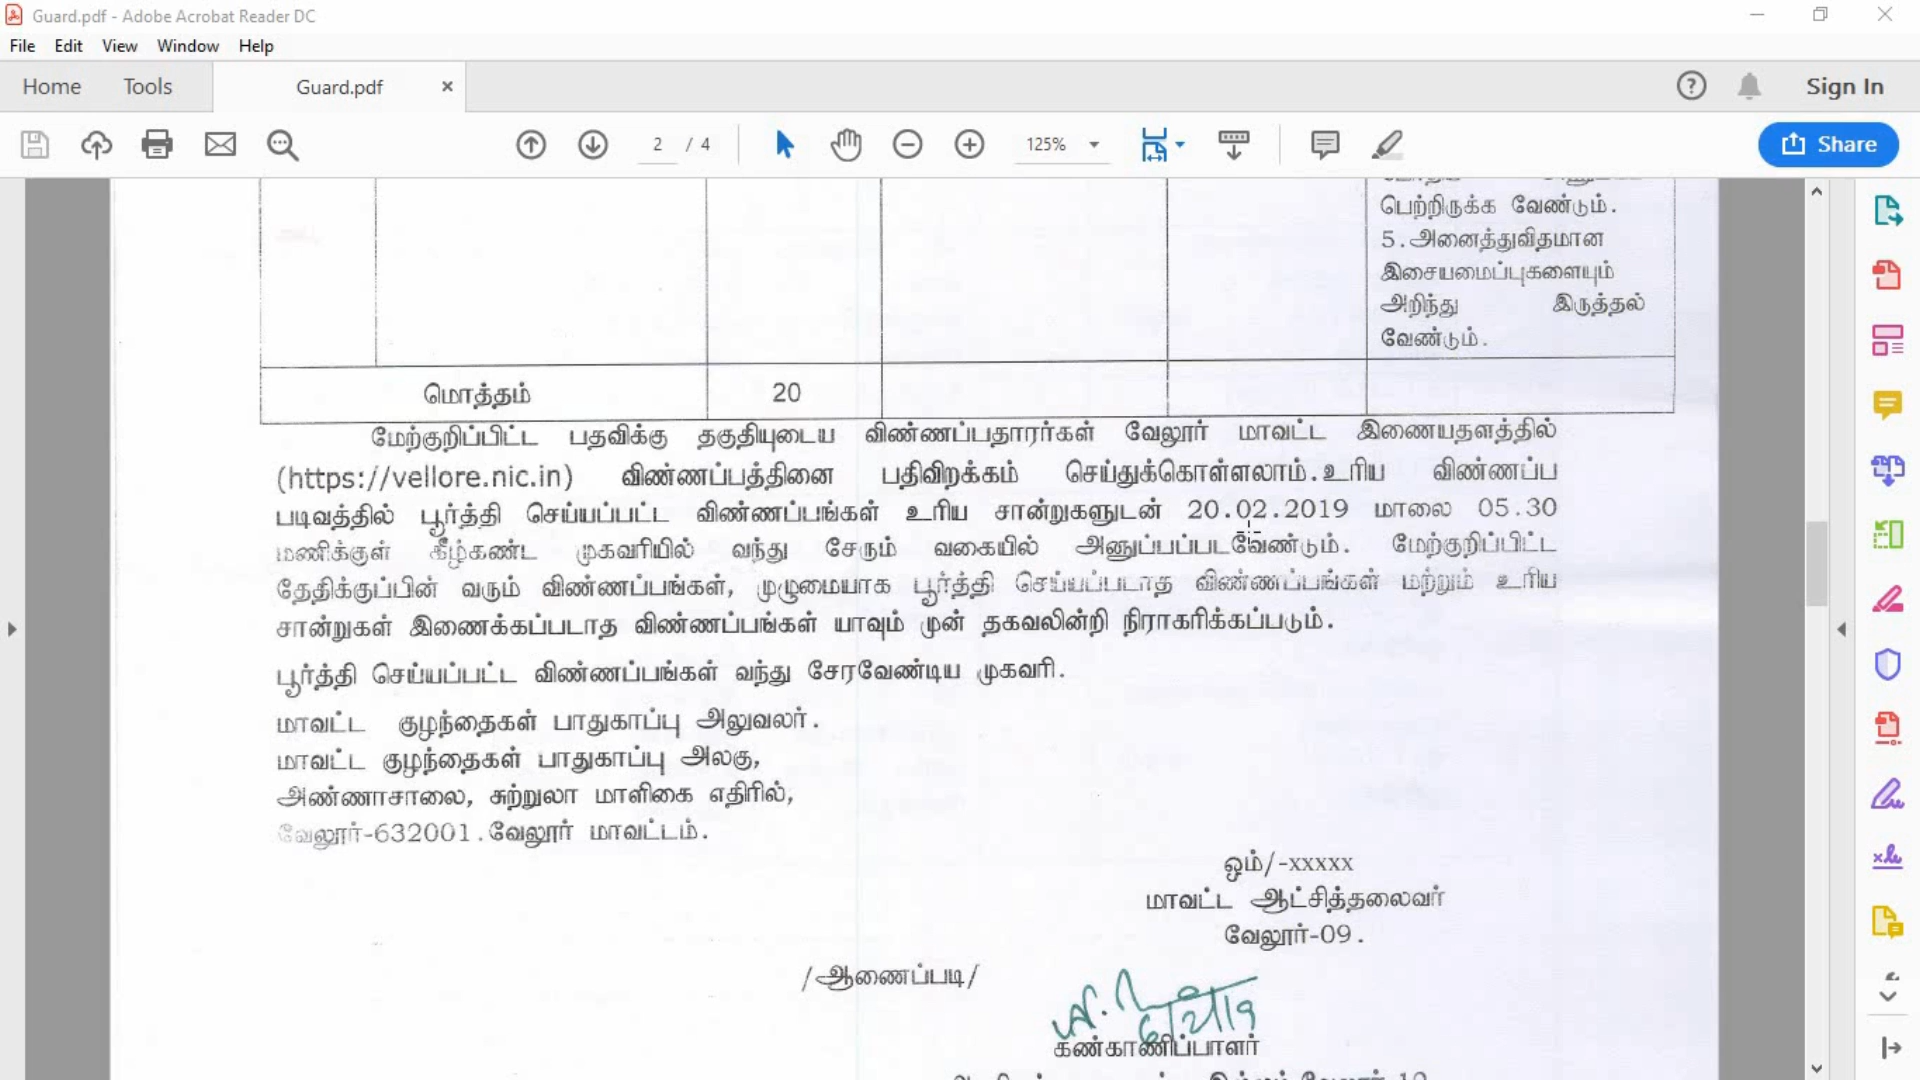 Guard.pdf - Adobe Acrobat Reader DC
File Edit View Window Help
Home Tools Guard.pdf × Sign In
2 / 4 125% Share
பெற்றிருக்க வேண்டும்.
5.அனைத்துவிதமான
இசையமைப்புகளையும்
அறிந்து இருத்தல்
வேண்டும்.
மொத்தம் 20
மேற்குறிப்பிட்ட பதவிக்கு தகுதியுடைய விண்ணப்பதாரர்கள் வேலூர் மாவட்ட இணையதளத்தில்
(https://vellore.nic.in) விண்ணப்பத்தினை பதிவிறக்கம் செய்துக்கொள்ளலாம்.உரிய விண்ணப்ப
படிவத்தில் பூர்த்தி செய்யப்பட்ட விண்ணப்பங்கள் உரிய சான்றுகளுடன் 20.02.2019 மாலை 05.30
மணிக்குள் கீழ்கண்ட முகவரியில் வந்து சேரும் வகையில் அனுப்பப்படவேண்டும். மேற்குறிப்பிட்ட
தேதிக்குப்பின் வரும் விண்ணப்பங்கள், முழுமையாக பூர்த்தி செய்யப்படாத விண்ணப்பங்கள் மற்றும் உரிய
சான்றுகள் இணைக்கப்படாத விண்ணப்பங்கள் யாவும் முன் தகவலின்றி நிராகரிக்கப்படும்.
பூர்த்தி செய்யப்பட்ட விண்ணப்பங்கள் வந்து சேரவேண்டிய முகவரி.
மாவட்ட குழந்தைகள் பாதுகாப்பு அலுவலர்.
மாவட்ட குழந்தைகள் பாதுகாப்பு அலகு,
அண்ணாசாலை, சுற்றுலா மாளிகை எதிரில்,
வேலூர்-632001.வேலூர் மாவட்டம்.
ஒம்/-xxxxx
மாவட்ட ஆட்சித்தலைவர்
வேலூர்-09.
/ஆணைப்படி/
6/2/19
கண்காணிப்பாளர்